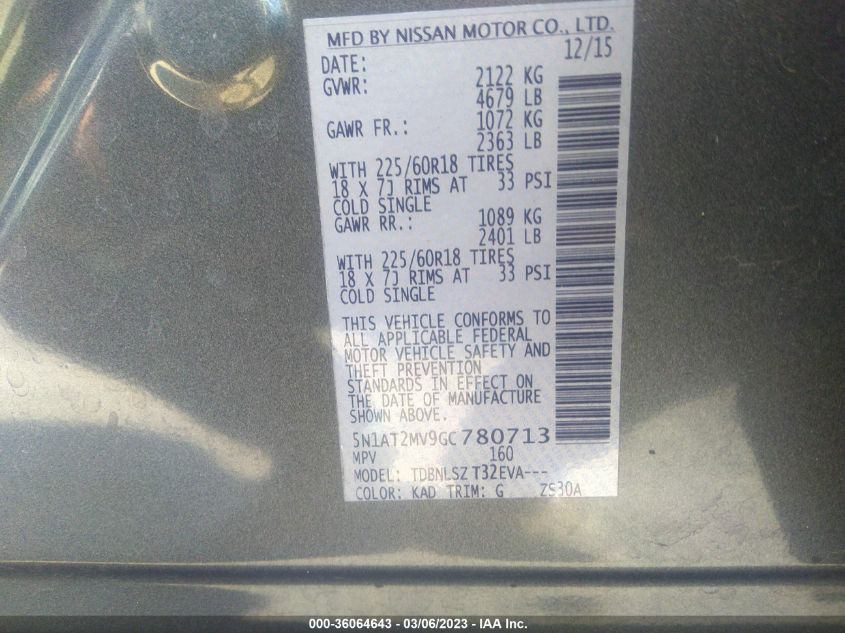 MFD BY NISSAN MOTOR CO., LTD.
DATE: 12/15
GVWR: 2122 KG
4679 LB
GAWR FR.: 1072 KG
2363 LB
WITH 225/60R18 TIRES
18 X 7J RIMS AT 33 PSI
COLD SINGLE
GAWR RR.: 1089 KG
2401 LB
WITH 225/60R18 TIRES
18 X 7J RIMS AT 33 PSI
COLD SINGLE
THIS VEHICLE CONFORMS TO
ALL APPLICABLE FEDERAL
MOTOR VEHICLE SAFETY AND
THEFT PREVENTION
STANDARDS IN EFFECT ON
THE DATE OF MANUFACTURE
SHOWN ABOVE.
5N1AT2MV9GC780713
MPV 160
MODEL: TDBNLSZ T32EVA---
COLOR: KAD TRIM: G ZS30A
000-36064643 - 03/06/2023 - IAA Inc.